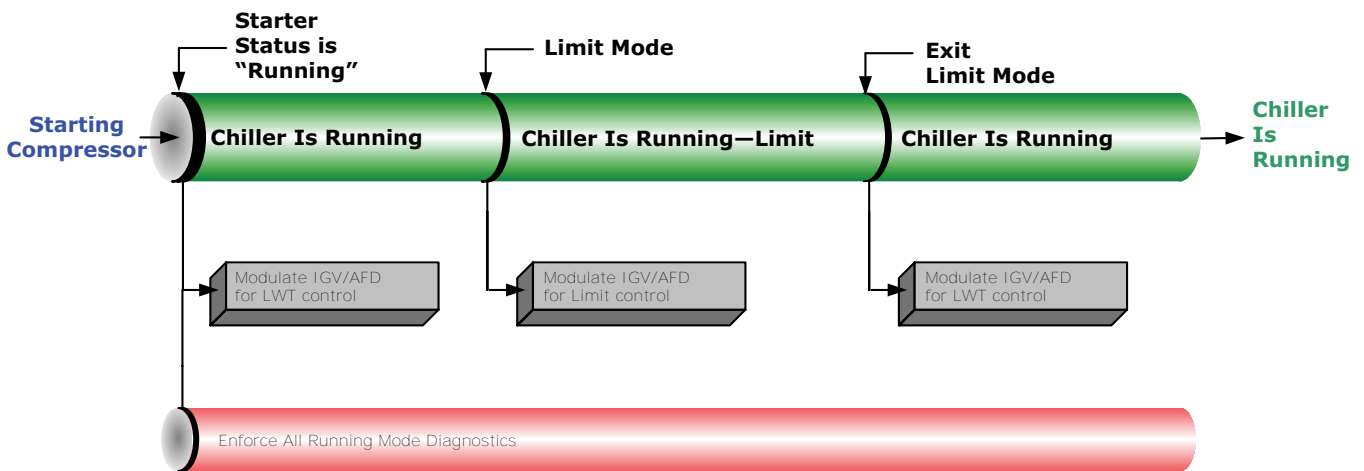 Starter
Status is
“Running”
Limit Mode
Exit
Limit Mode
Starting
Compressor
Chiller Is Running
Chiller Is Running—Limit
Chiller Is Running
Chiller
Is
Running
Modulate IGV/AFD
for LWT control
Modulate IGV/AFD
for Limit control
Modulate IGV/AFD
for LWT control
Enforce All Running Mode Diagnostics